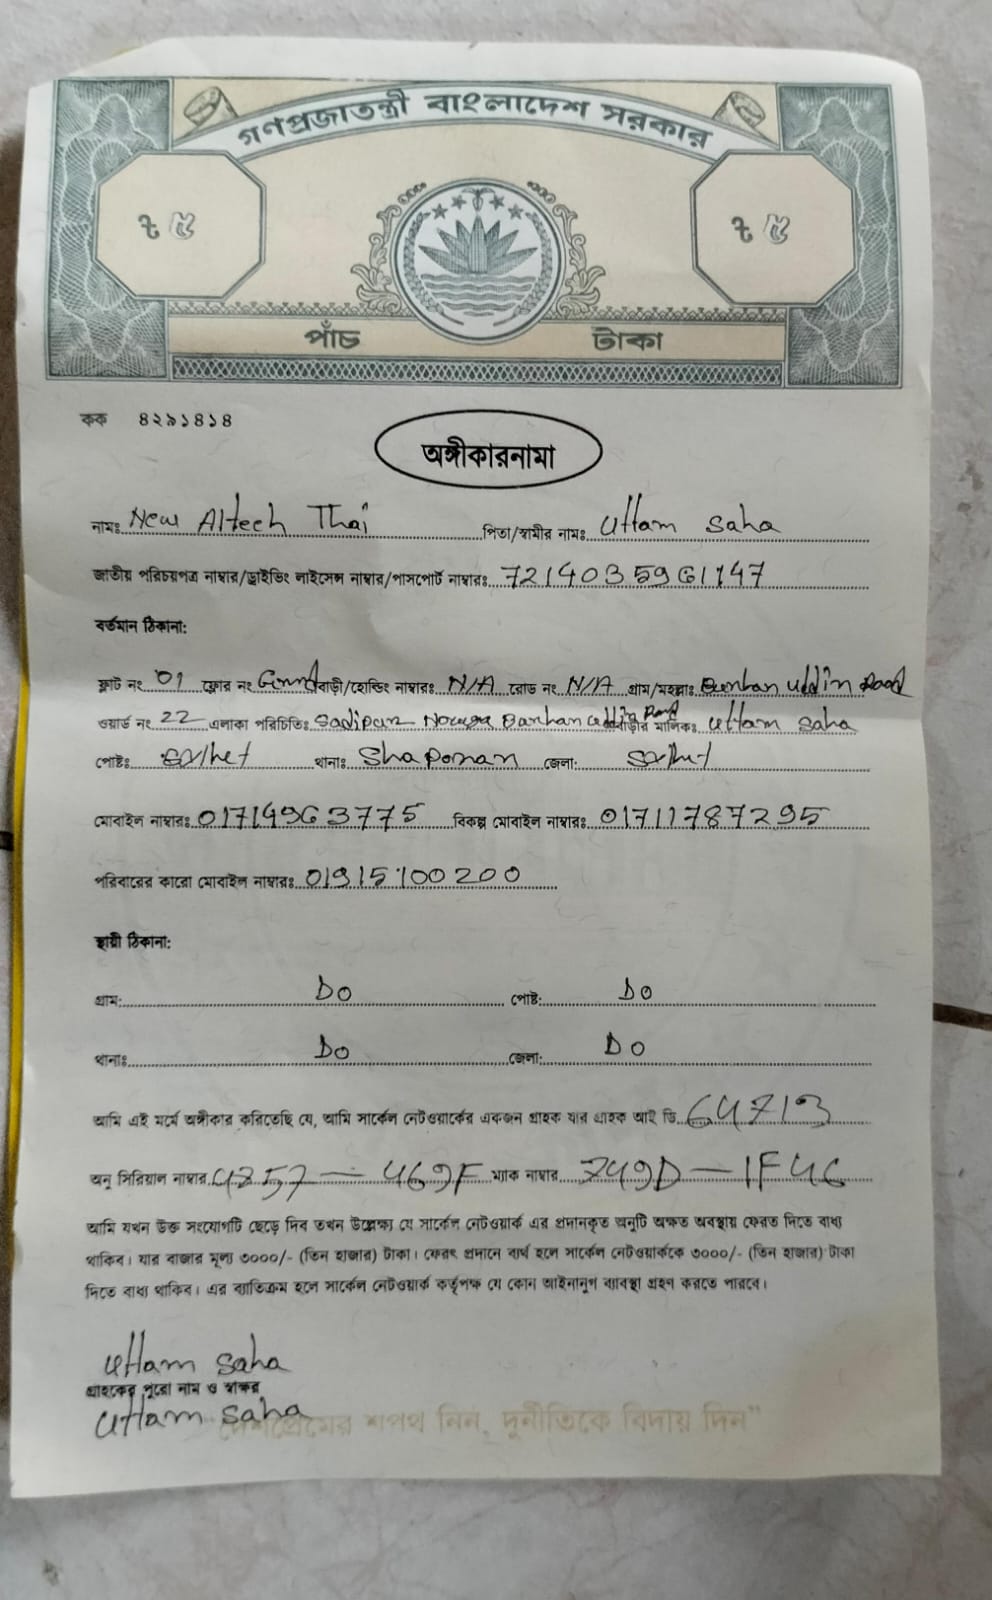 গণপ্রজাতন্ত্রী বাংলাদেশ সরকার
৳ ৫ ৳ ৫
পাঁচ টাকা
কক ৪২৯১৪১৪
অঙ্গীকারনামা
নামঃ New Altech Thai পিতা/স্বামীর নামঃ Uttam Saha
জাতীয় পরিচয়পত্র নাম্বার/ড্রাইভিং লাইসেন্স নাম্বার/পাসপোর্ট নাম্বারঃ 7214035961147
বর্তমান ঠিকানা:
ফ্লাট নং 01 ফ্লোর নং বাড়ী/হোল্ডিং নাম্বারঃ N/A রোড নং N/A গ্রাম/মহল্লাঃ Burhan Uddin Road
ওয়ার্ড নং 22 এলাকা পরিচিতিঃ Sadipur Burhan Uddin Road বাড়ীর মালিকঃ Uttam Saha
পোষ্টঃ Sylhet থানাঃ Shaporan জেলা: Sylhet
মোবাইল নাম্বারঃ 01714963775 বিকল্প মোবাইল নাম্বারঃ 01711787295
পরিবারের কারো মোবাইল নাম্বারঃ 01915100200
স্থায়ী ঠিকানা:
গ্রাম: Do পোষ্ট: Do
থানাঃ Do জেলা: Do
আমি এই মর্মে অঙ্গীকার করিতেছি যে, আমি সার্কেল নেটওয়ার্কের একজন গ্রাহক যার গ্রাহক আই ডি 64713
অনু সিরিয়াল নাম্বার 4757 — 469F ম্যাক নাম্বার 749D — 1F46
আমি যখন উক্ত সংযোগটি ছেড়ে দিব তখন উল্লেক্ষ্য যে সার্কেল নেটওয়ার্ক এর প্রদানকৃত অনুটি অক্ষত অবস্থায় ফেরত দিতে বাধ্য
থাকিব। যার বাজার মূল্য ৩০০০/- (তিন হাজার) টাকা। ফেরৎ প্রদানে ব্যর্থ হলে সার্কেল নেটওয়ার্ককে ৩০০০/- (তিন হাজার) টাকা
দিতে বাধ্য থাকিব। এর ব্যাতিক্রম হলে সার্কেল নেটওয়ার্ক কর্তৃপক্ষ যে কোন আইনানুগ ব্যবস্থা গ্রহণ করতে পারবে।
Uttam Saha
গ্রাহকের পুরো নাম ও স্বাক্ষর
Uttam Saha
দেশপ্রেমের শপথ নিন, দুর্নীতিকে বিদায় দিন"